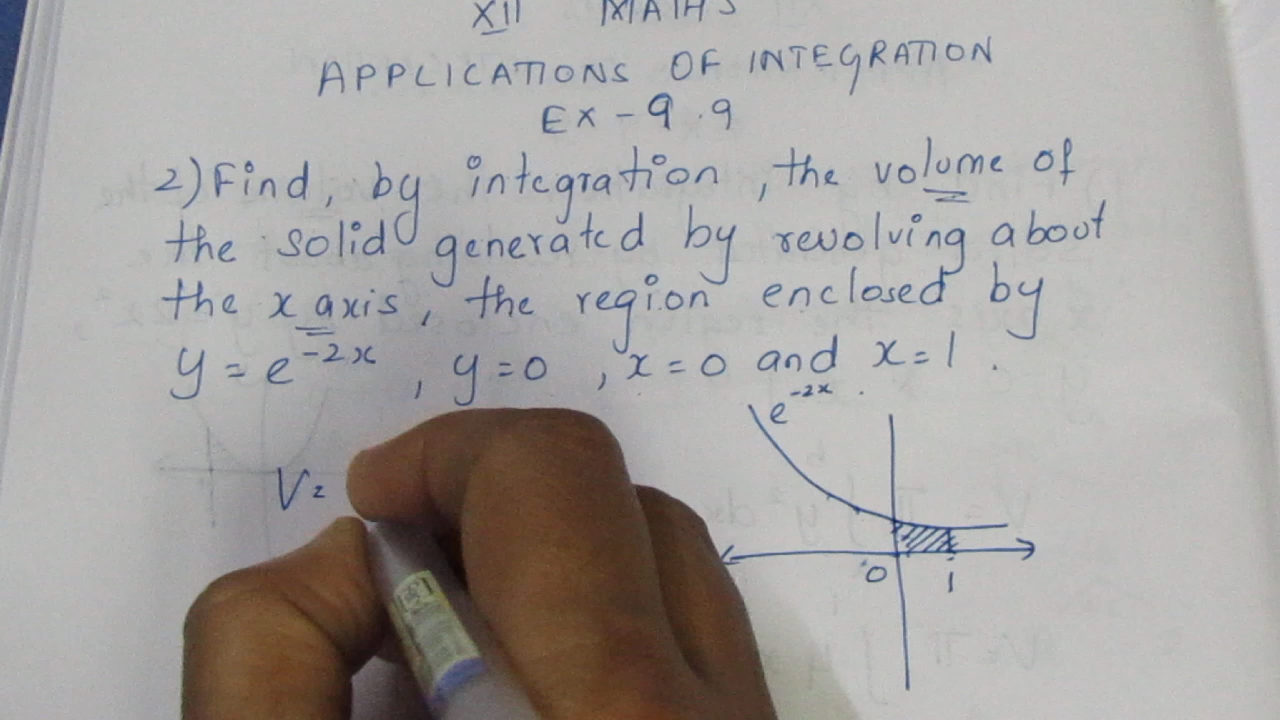 XII MATHS
APPLICATIONS OF INTEGRATION
EX - 9.9
2) Find, by integration, the volume of
the solid generated by revolving about
the x axis, the region enclosed by
y = e^{-2x}, y=0, x=0 and x=1.
e^{-2x}.
V=
0
1